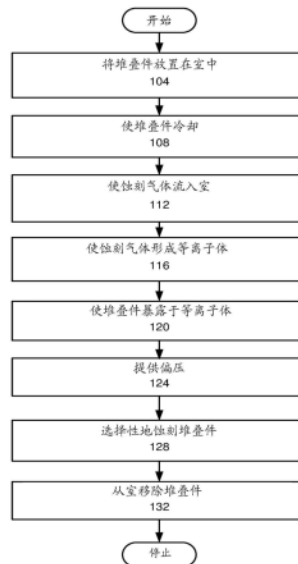 开始
将堆叠件放置在室中
104
使堆叠件冷却
108
使蚀刻气体流入室
112
使蚀刻气体形成等离子体
116
使堆叠件暴露于等离子体
120
提供偏压
124
选择性地蚀刻堆叠件
128
从室移除堆叠件
132
停止